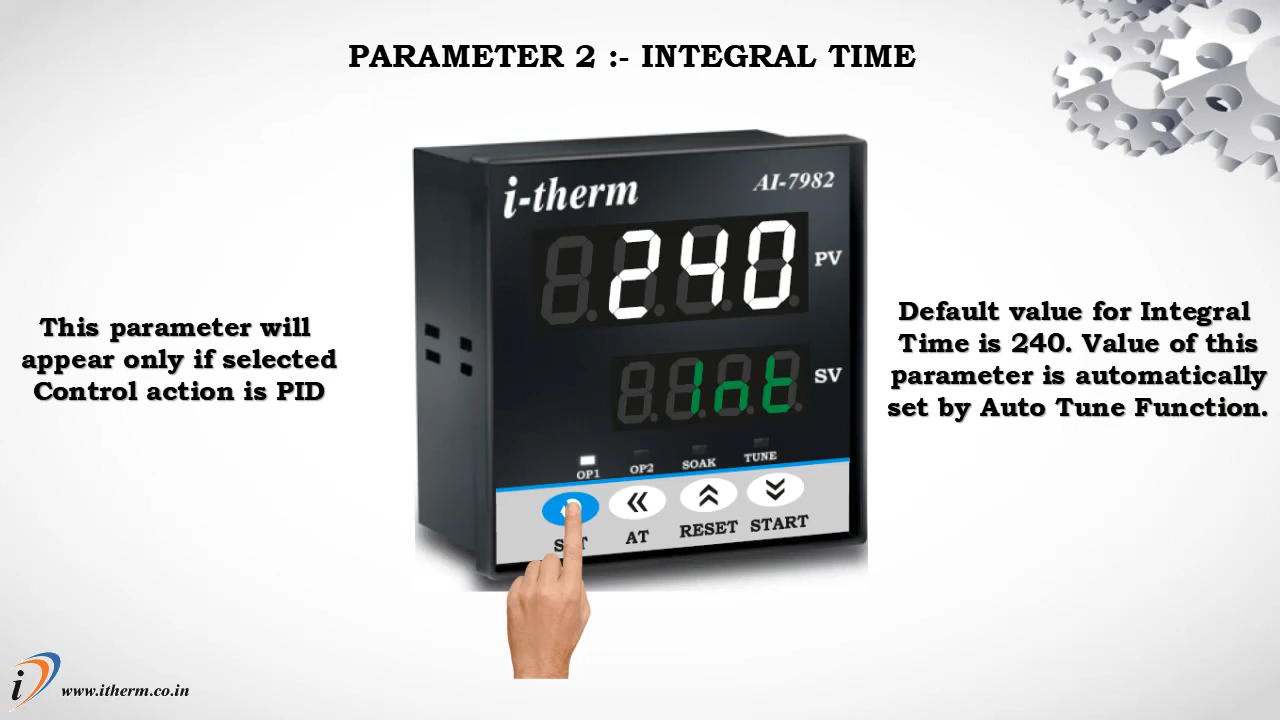 PARAMETER 2 :- INTEGRAL TIME
i-therm
AI-7982
240
PV
Int
SV
OP1
OP2
SOAK
TUNE
AT
RESET
START
This parameter will
appear only if selected
Control action is PID
Default value for Integral
Time is 240. Value of this
parameter is automatically
set by Auto Tune Function.
www.itherm.co.in